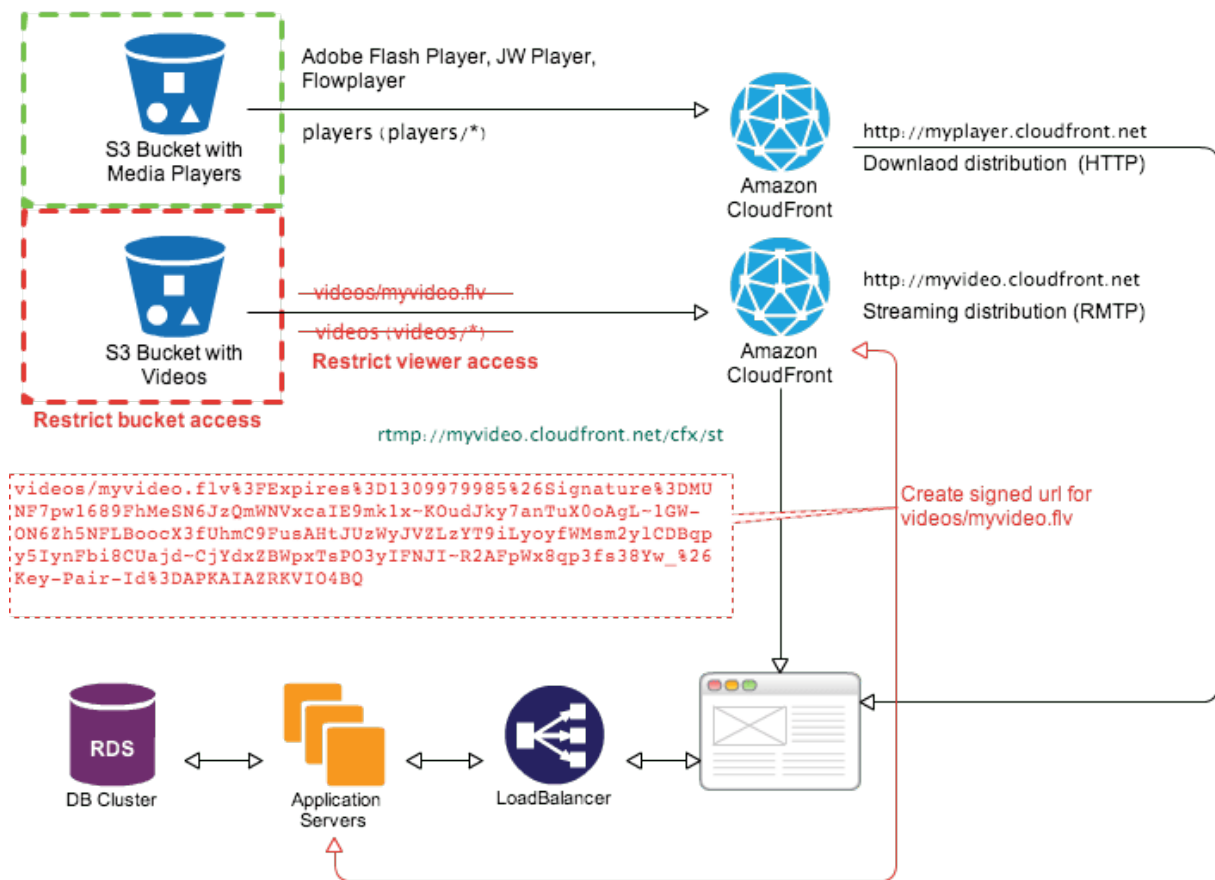 Adobe Flash Player, JW Player,
Flowplayer
players (players/*)
S3 Bucket with
Media Players
Amazon
CloudFront
http://myplayer.cloudfront.net
Downlaod distribution (HTTP)
videos/myvideo.flv
videos (videos/*)
Restrict viewer access
S3 Bucket with
Videos
Restrict bucket access
Amazon
CloudFront
http://myvideo.cloudfront.net
Streaming distribution (RMTP)
rtmp://myvideo.cloudfront.net/cfx/st
videos/myvideo.flv%3FExpires%3D1309979985%26Signature%3DMU
NF7pwl689FhMeSN6JzQmWNVxcaIE9mklx~KOudJky7anTuX0oAgL~lGW-
ON6Zh5NFLBoocX3fUhmC9FusAHtJUzWyJVZLzYT9iLyoyfWMsm2ylCDBqp
y5IynFbi8CUajd~CjYdxZBWpxTsPO3yIFNJI~R2AFpWx8qp3fs38Yw_%26
Key-Pair-Id%3DAPKAIAZRKVIO4BQ
Create signed url for
videos/myvideo.flv
RDS
DB Cluster
Application
Servers
LoadBalancer